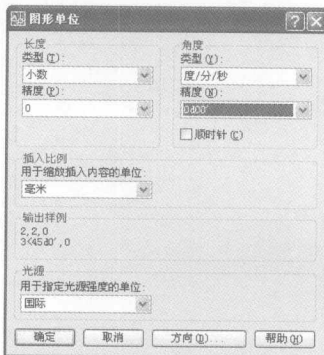 图形单位
长度
类型(T):
小数
精度(P):
0
角度
类型(Y):
度/分/秒
精度(N):
0d00'
顺时针(C)
插入比例
用于缩放插入内容的单位:
毫米
输出样例
2,2,0
3<45d0',0
光源
用于指定光源强度的单位:
国际
确定
取消
方向(D)...
帮助(H)